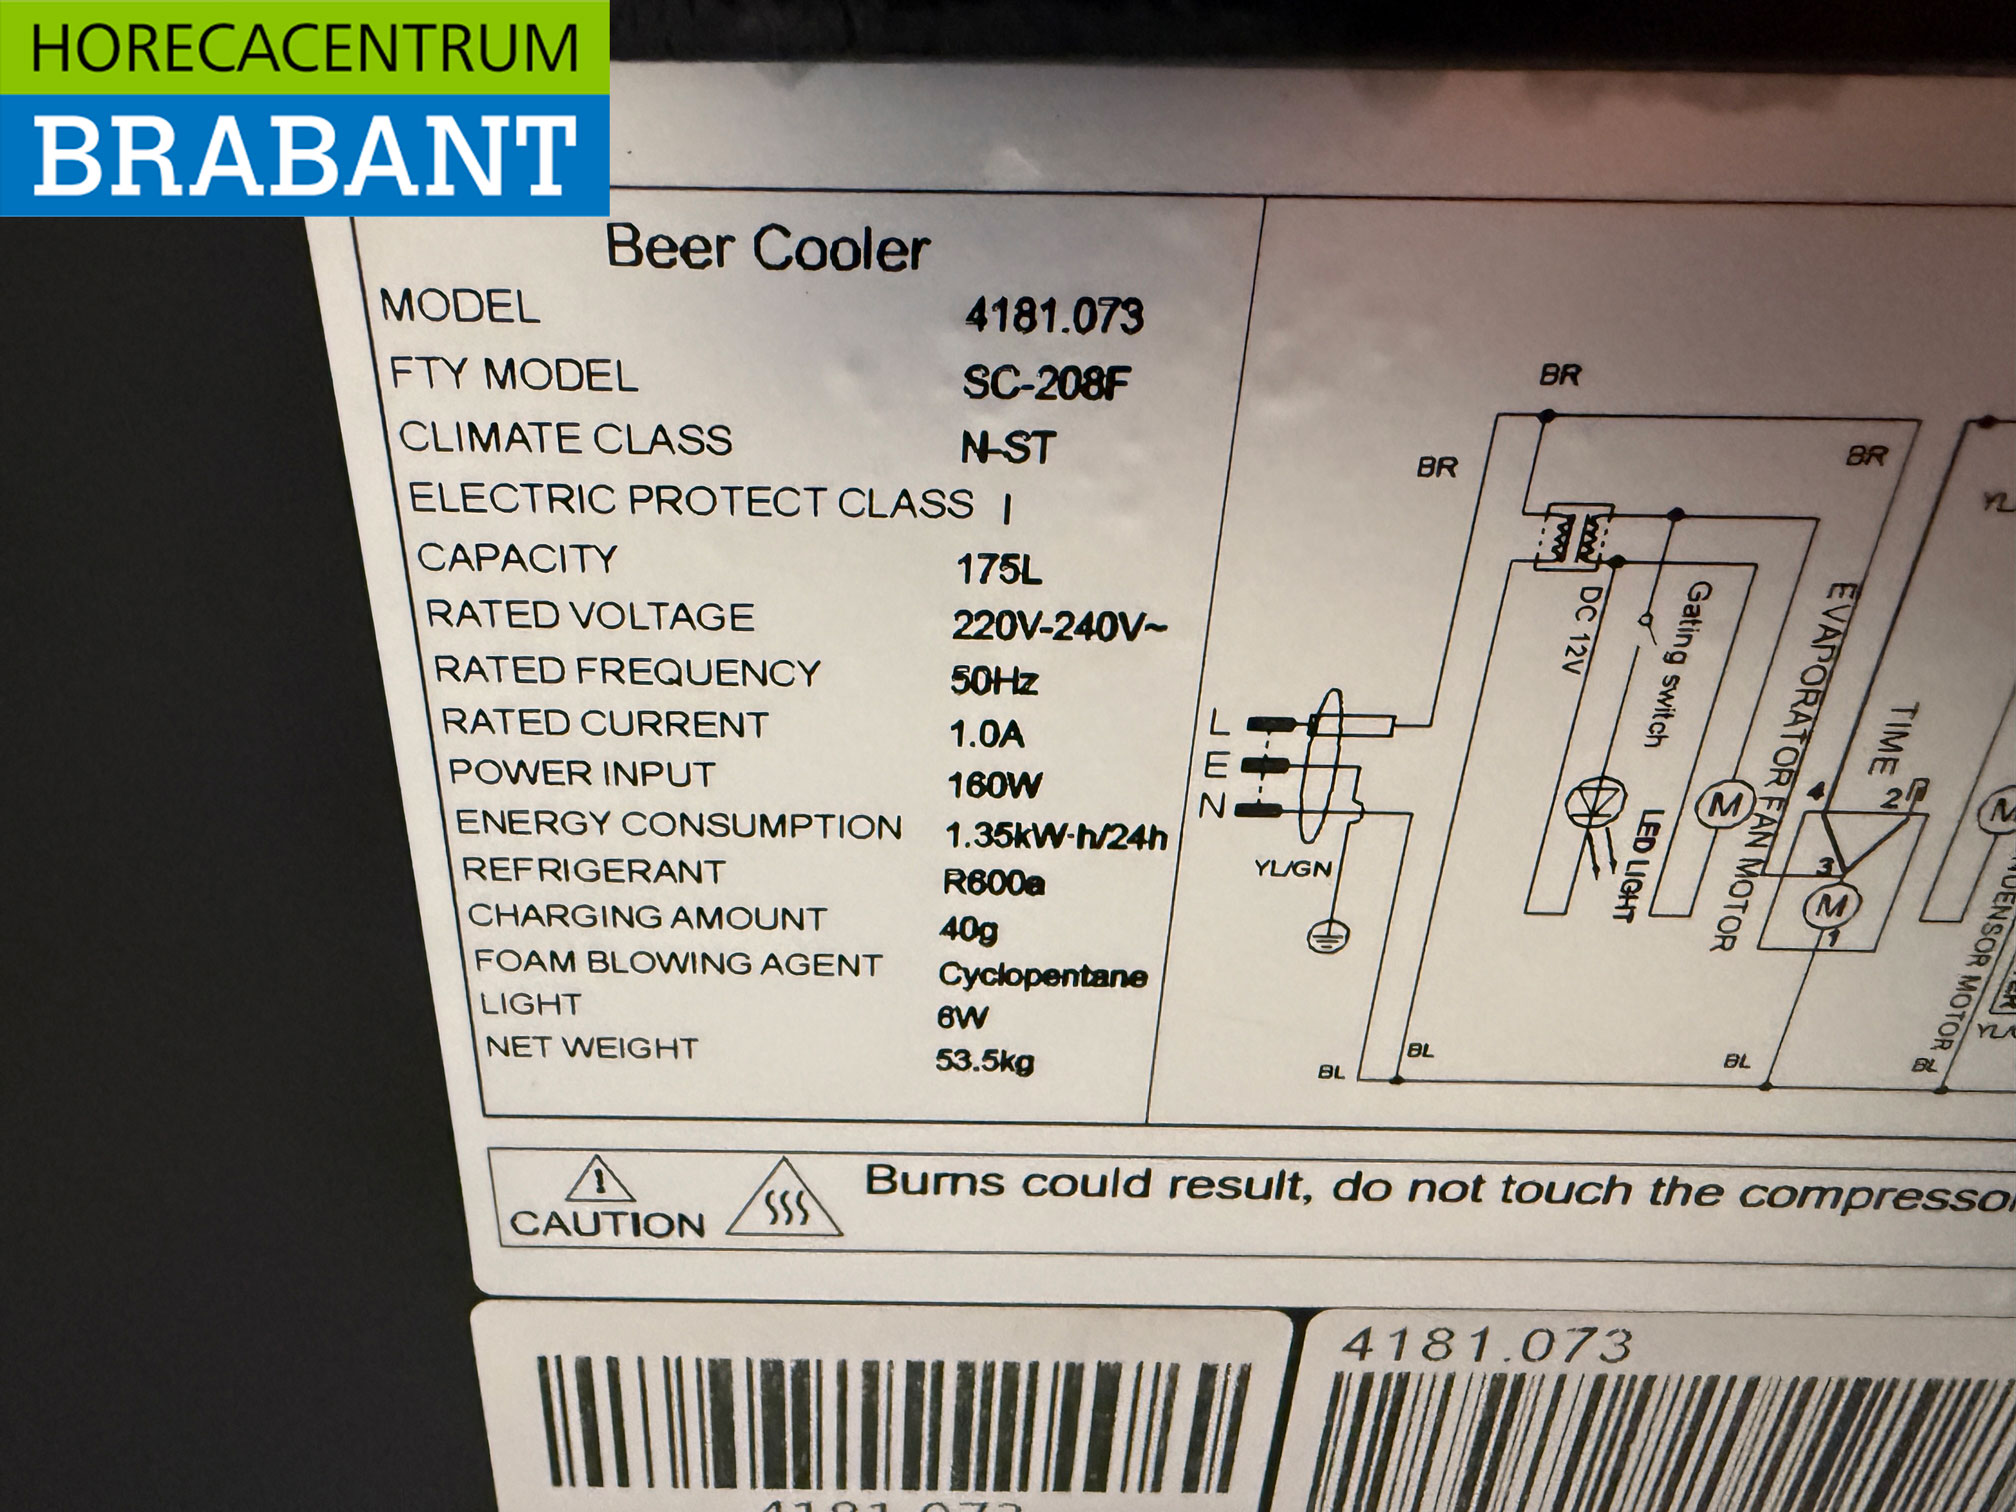 HORECACENTRUM
BRABANT
Beer Cooler
MODEL 4181.073
FTY MODEL SC-208F
CLIMATE CLASS N-ST
ELECTRIC PROTECT CLASS I
CAPACITY 175L
RATED VOLTAGE 220V-240V~
RATED FREQUENCY 50Hz
RATED CURRENT 1.0A
POWER INPUT 160W
ENERGY CONSUMPTION 1.35kW·h/24h
REFRIGERANT R600a
CHARGING AMOUNT 40g
FOAM BLOWING AGENT Cyclopentane
LIGHT 6W
NET WEIGHT 53.5kg
BR
BR
BR
YL
DC 12V
Gating switch
EVAPORATOR FAN MOTOR
TIME
L
E
N
YL/GN
LED LIGHT
M
4
2
3
M
1
M
MOTOR
BL
BL
BL
BL
CAUTION
Burns could result, do not touch the compressor
4181.073
4181.073